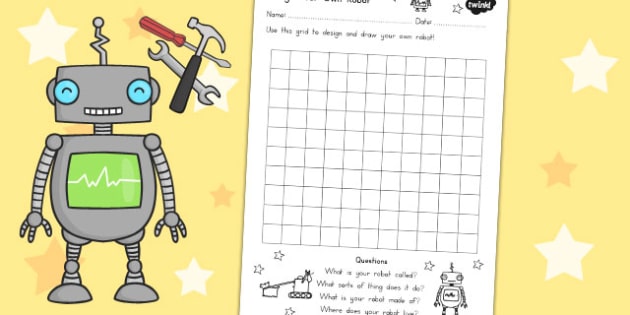 Own Robot
twinkl
Name: Date:
Use this grid to design and draw your own robot!
Questions
What is your robot called?
What sorts of thing does it do?
What is your robot made of?
Where does your robot live?